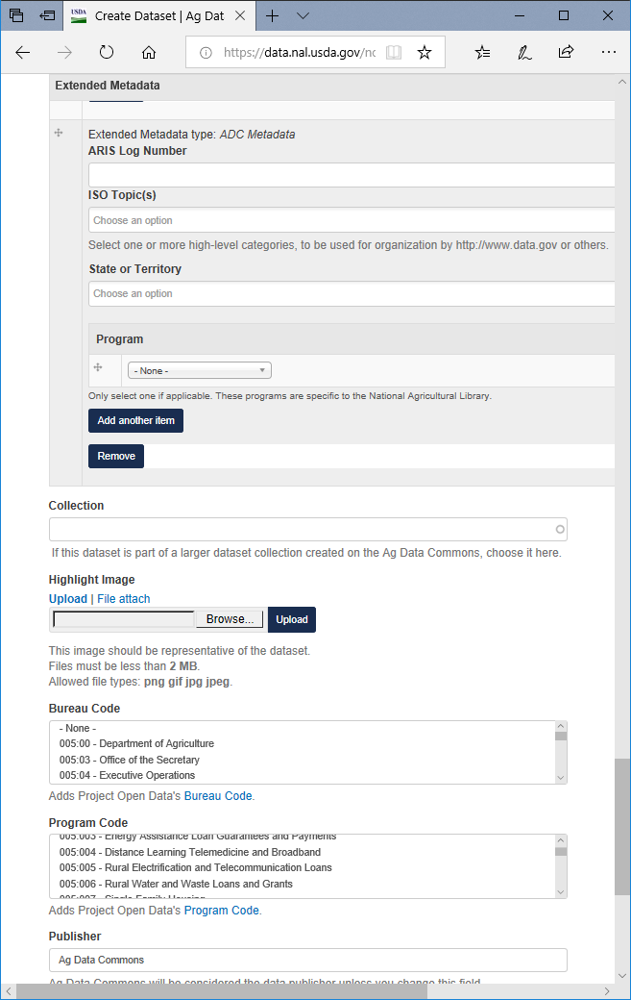 USDA
Create Dataset | Ag Dat
https://data.nal.usda.gov/no
Extended Metadata
Extended Metadata type: ADC Metadata
ARIS Log Number
ISO Topic(s)
Choose an option
Select one or more high-level categories, to be used for organization by http://www.data.gov or others.
State or Territory
Choose an option
Program
- None -
Only select one if applicable. These programs are specific to the National Agricultural Library.
Add another item
Remove
Collection
If this dataset is part of a larger dataset collection created on the Ag Data Commons, choose it here.
Highlight Image
Upload | File attach
Browse... Upload
This image should be representative of the dataset.
Files must be less than 2 MB.
Allowed file types: png gif jpg jpeg.
Bureau Code
- None -
005:00 - Department of Agriculture
005:03 - Office of the Secretary
005:04 - Executive Operations
Adds Project Open Data's Bureau Code.
Program Code
005:003 - Energy Assistance Loan Guarantees and Payments
005:004 - Distance Learning Telemedicine and Broadband
005:005 - Rural Electrification and Telecommunication Loans
005:006 - Rural Water and Waste Loans and Grants
005:007 - Single Family Housing
Adds Project Open Data's Program Code.
Publisher
Ag Data Commons
Ag Data Commons will be considered the data publisher unless you change this field.